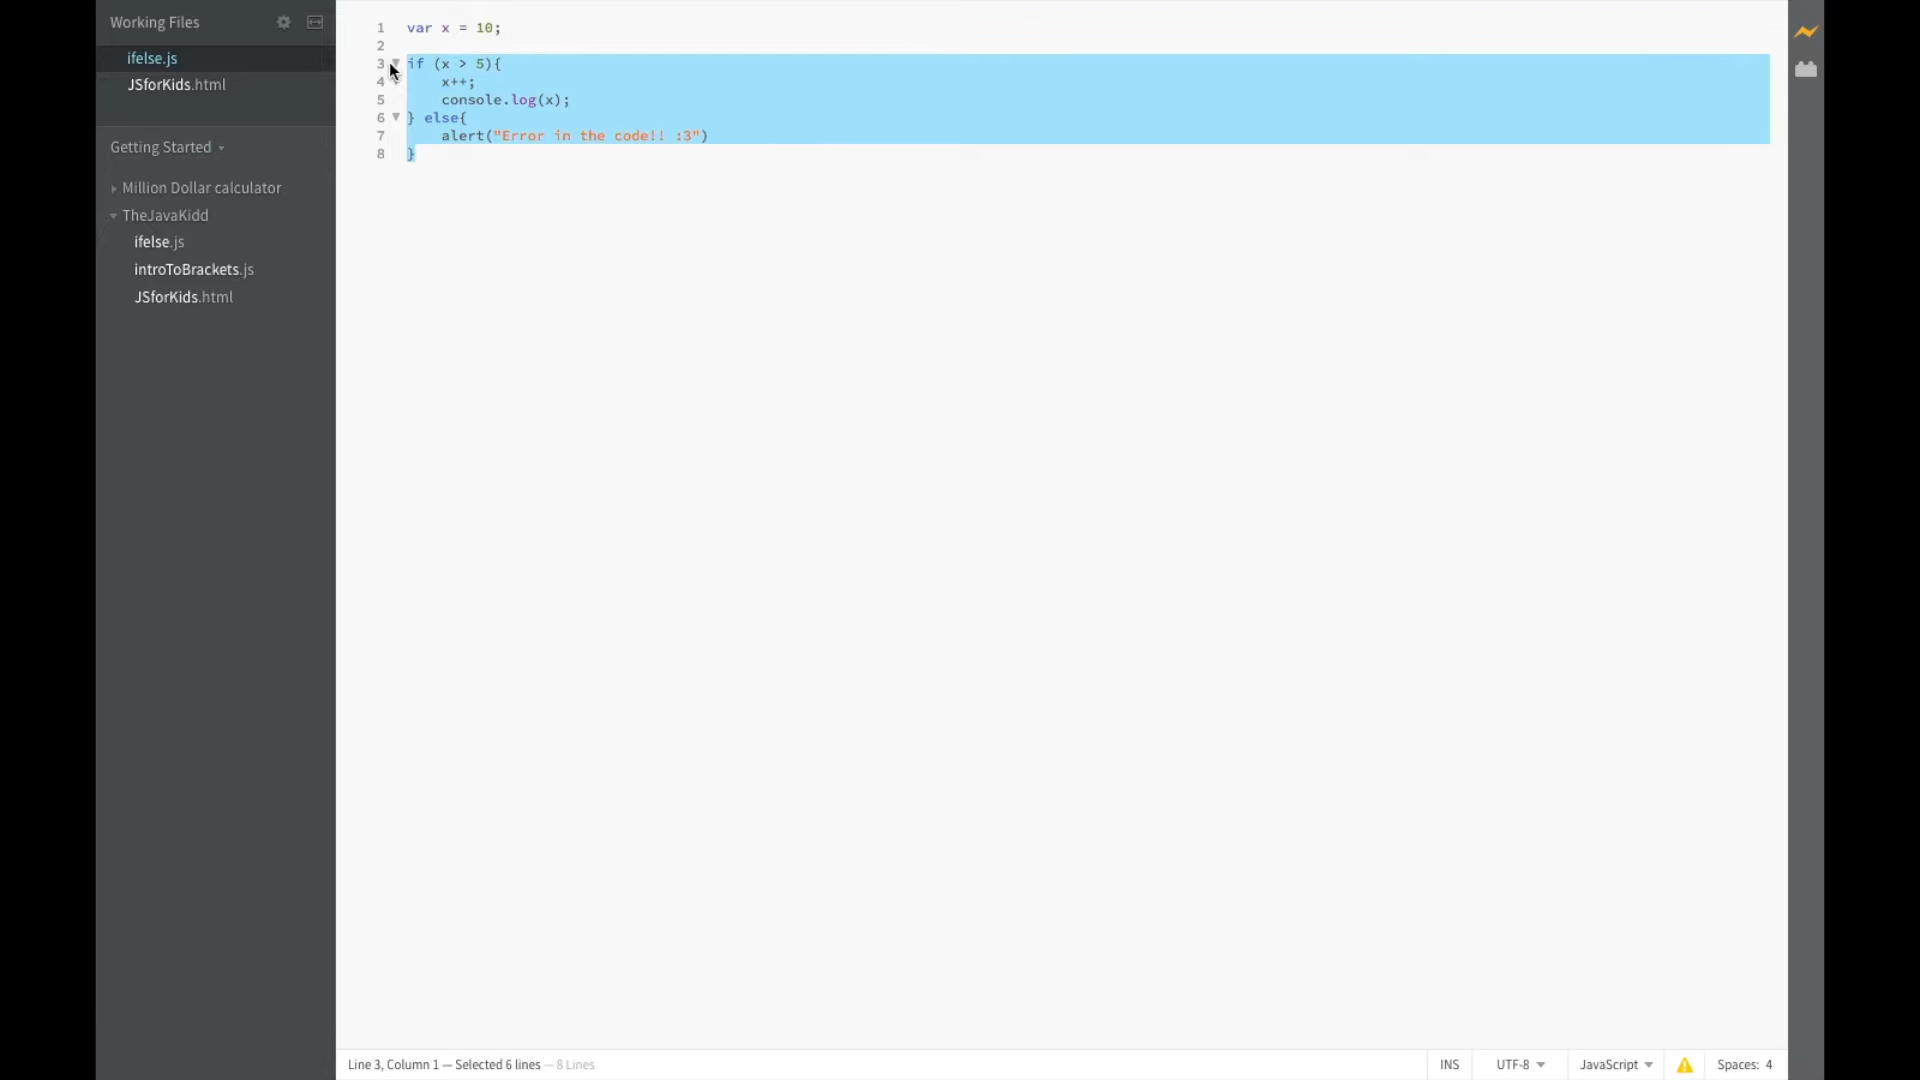 Working Files
ifelse.js
JSforKids.html
Getting Started
Million Dollar calculator
TheJavaKidd
ifelse.js
introToBrackets.js
JSforKids.html
1 var x = 10;
2
3 if (x > 5){
4     x++;
5     console.log(x);
6 } else{
7     alert("Error in the code!! :3")
8 }
Line 3, Column 1 — Selected 6 lines — 8 Lines
INS UTF-8 JavaScript Spaces: 4